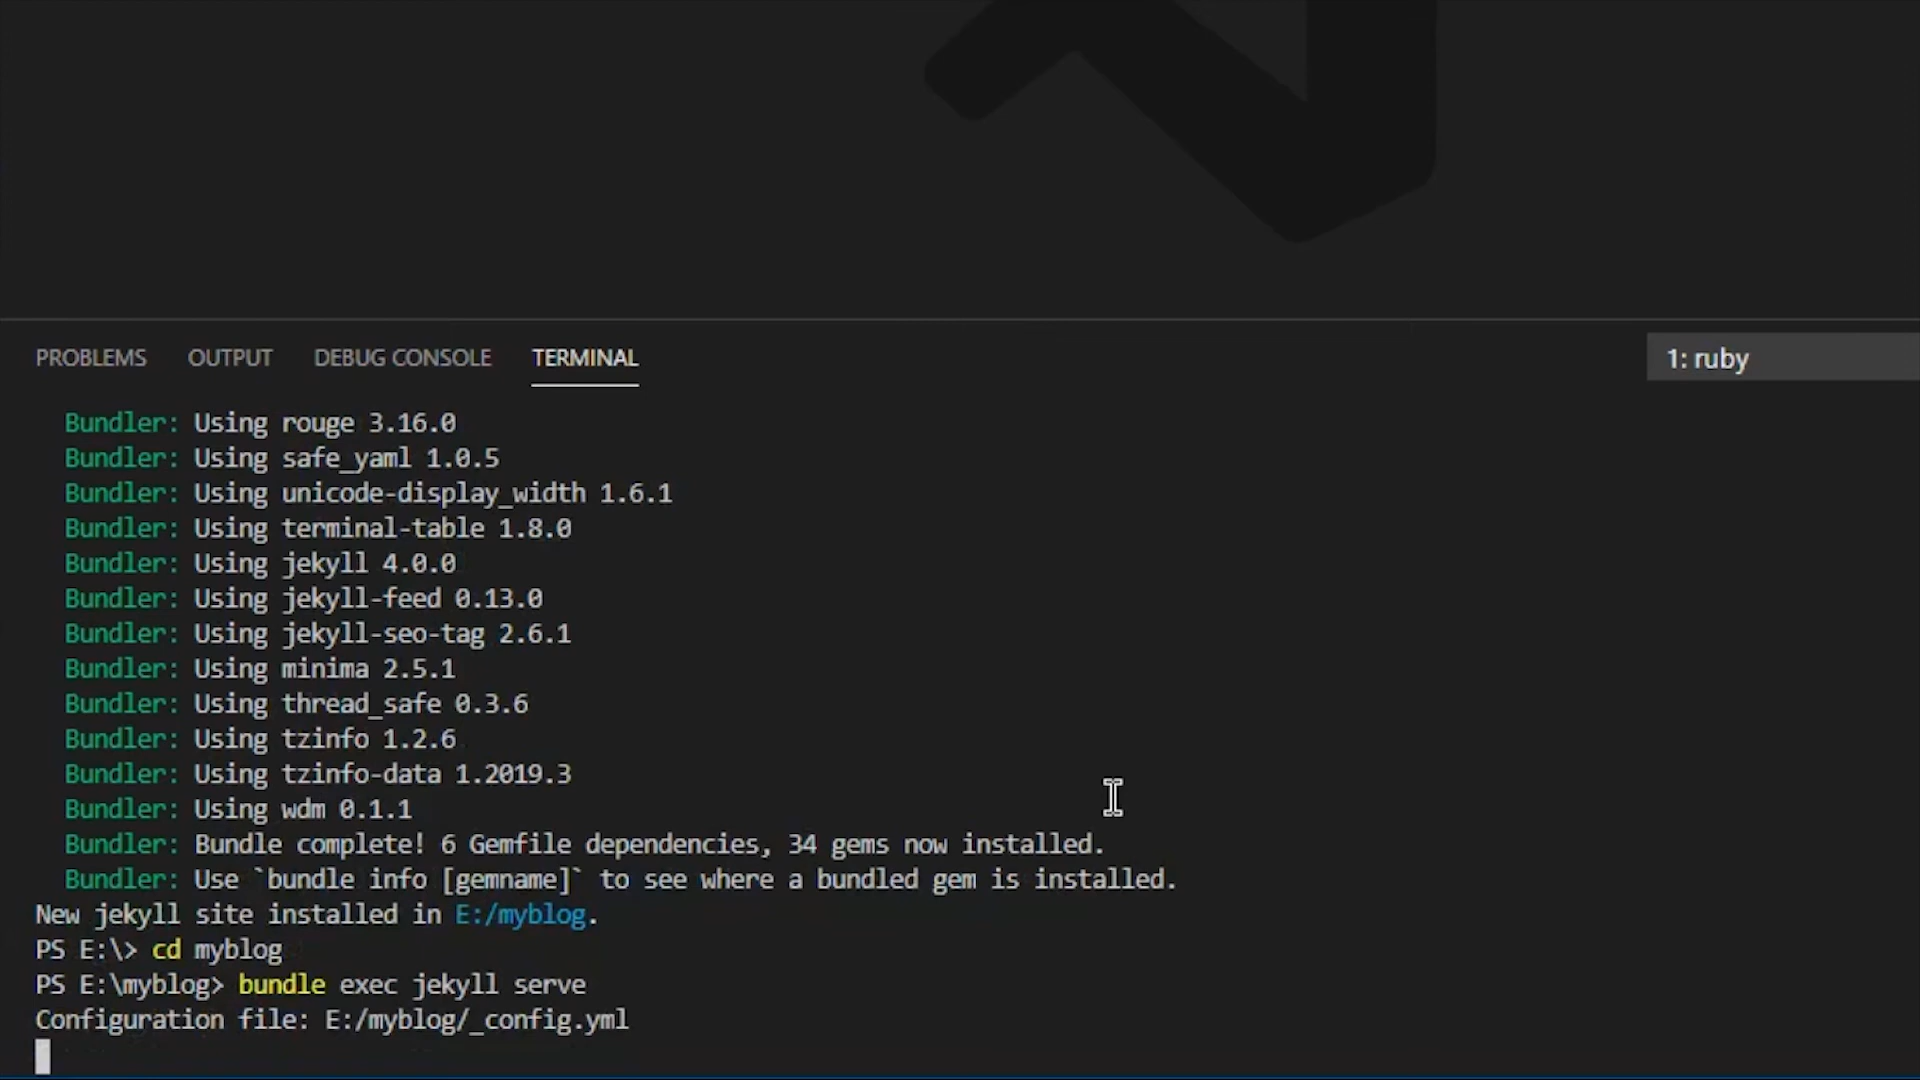 PROBLEMS OUTPUT DEBUG CONSOLE TERMINAL 1: ruby
Bundler: Using rouge 3.16.0
Bundler: Using safe_yaml 1.0.5
Bundler: Using unicode-display_width 1.6.1
Bundler: Using terminal-table 1.8.0
Bundler: Using jekyll 4.0.0
Bundler: Using jekyll-feed 0.13.0
Bundler: Using jekyll-seo-tag 2.6.1
Bundler: Using minima 2.5.1
Bundler: Using thread_safe 0.3.6
Bundler: Using tzinfo 1.2.6
Bundler: Using tzinfo-data 1.2019.3
Bundler: Using wdm 0.1.1
Bundler: Bundle complete! 6 Gemfile dependencies, 34 gems now installed.
Bundler: Use `bundle info [gemname]` to see where a bundled gem is installed.
New jekyll site installed in E:/myblog.
PS E:\> cd myblog
PS E:\myblog> bundle exec jekyll serve
Configuration file: E:/myblog/_config.yml